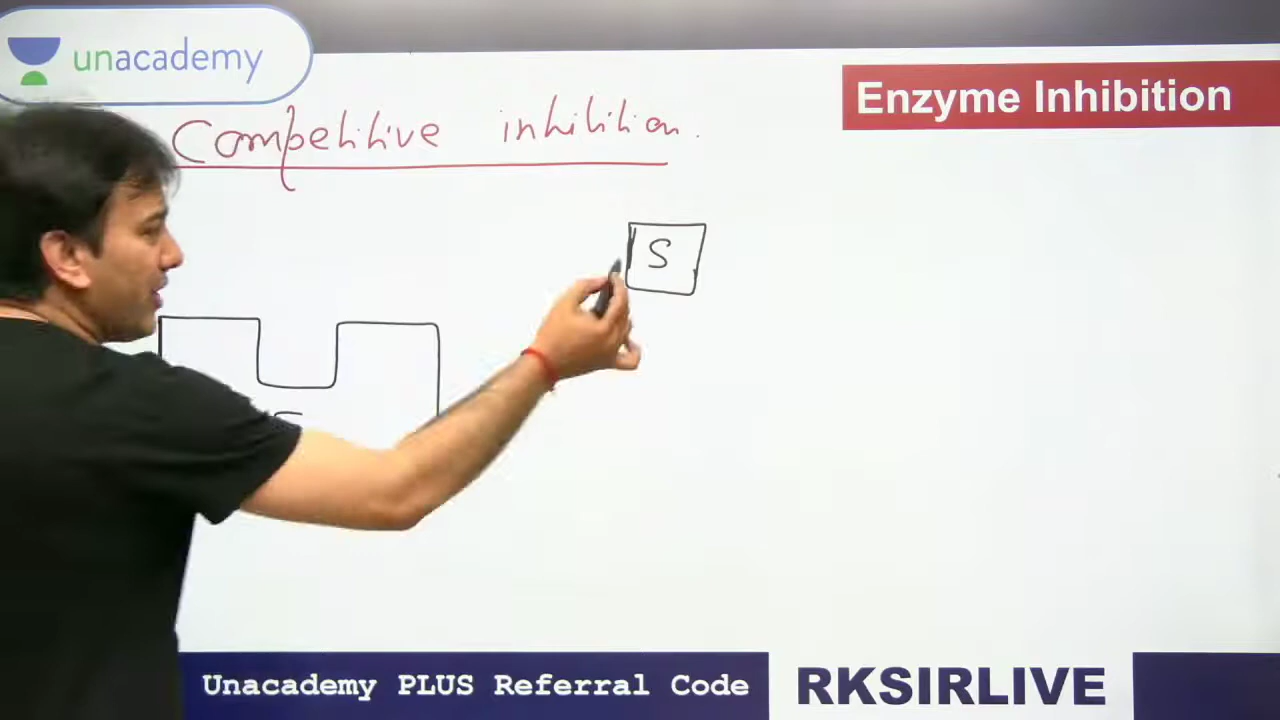 unacademy
Enzyme Inhibition
Competitive inhibition.
S
E
Unacademy PLUS Referral Code
RKSIRLIVE